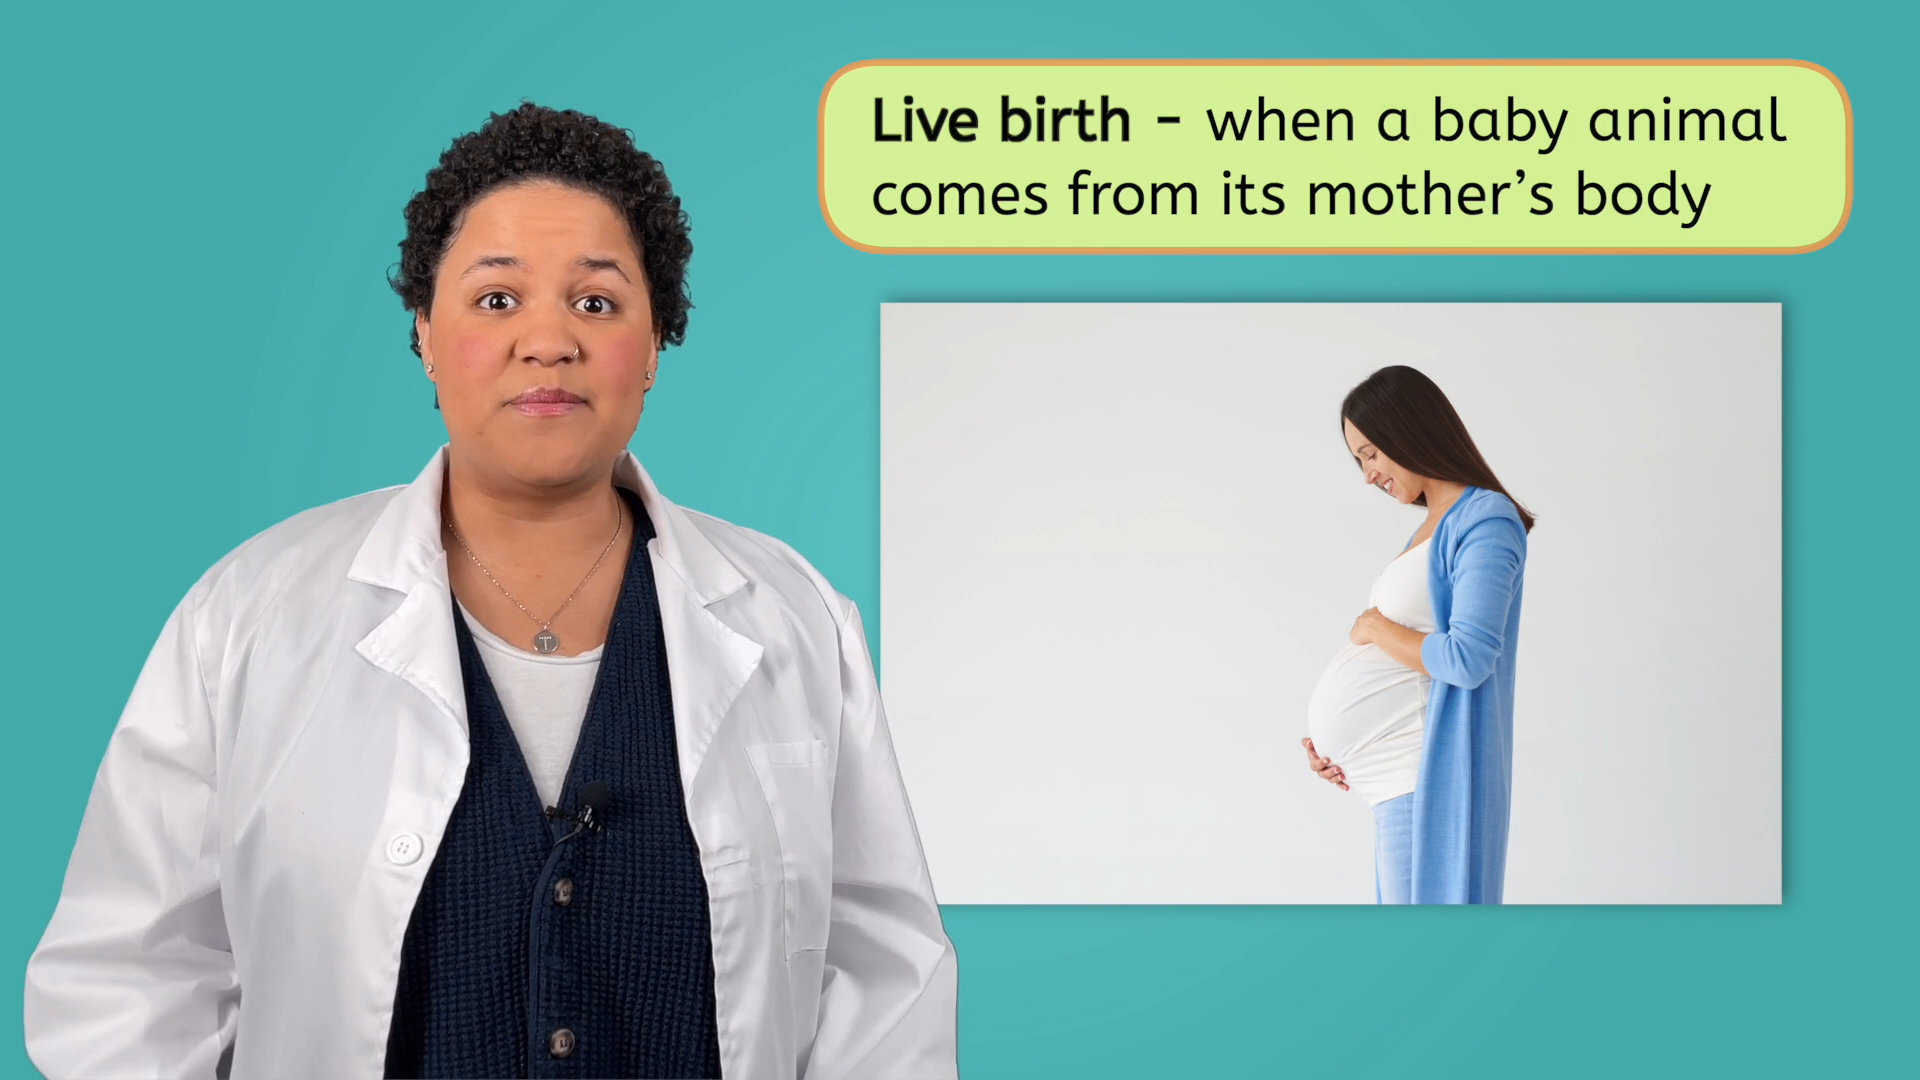 Live birth - when a baby animal
comes from its mother’s body